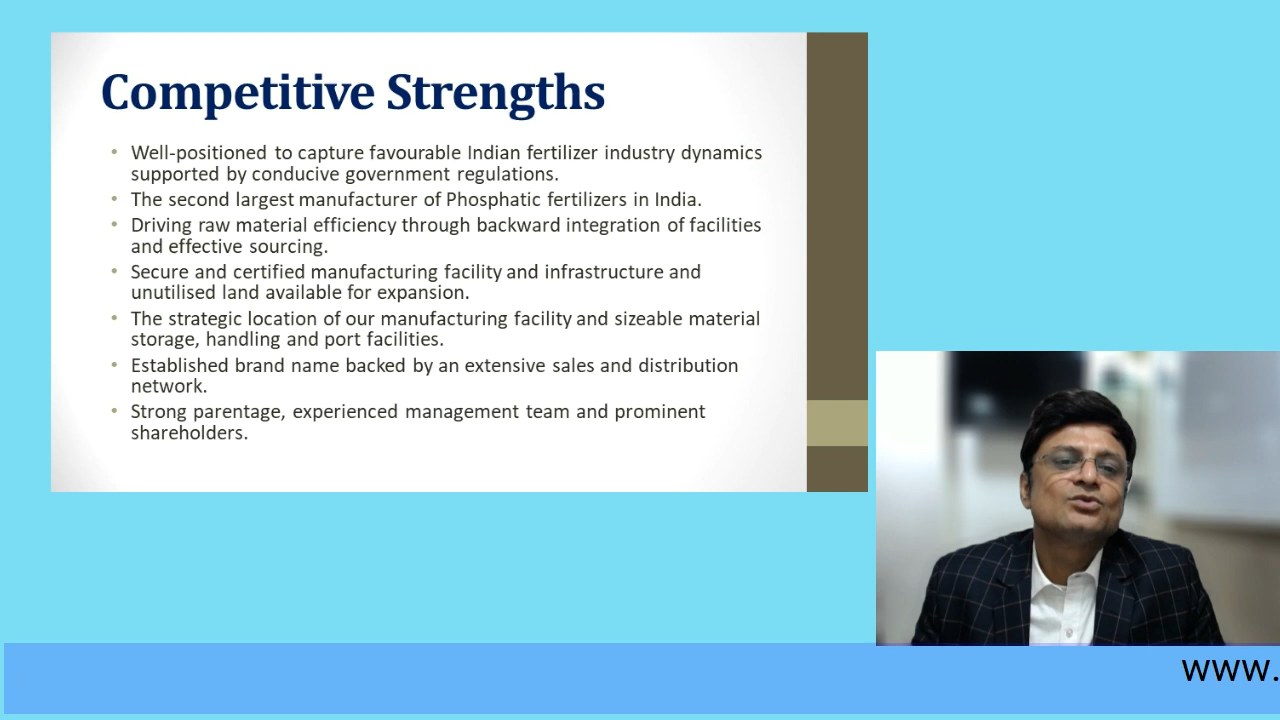 Competitive Strengths
• Well-positioned to capture favourable Indian fertilizer industry dynamics
supported by conducive government regulations.
• The second largest manufacturer of Phosphatic fertilizers in India.
• Driving raw material efficiency through backward integration of facilities
and effective sourcing.
• Secure and certified manufacturing facility and infrastructure and
unutilised land available for expansion.
• The strategic location of our manufacturing facility and sizeable material
storage, handling and port facilities.
• Established brand name backed by an extensive sales and distribution
network.
• Strong parentage, experienced management team and prominent
shareholders.
www.